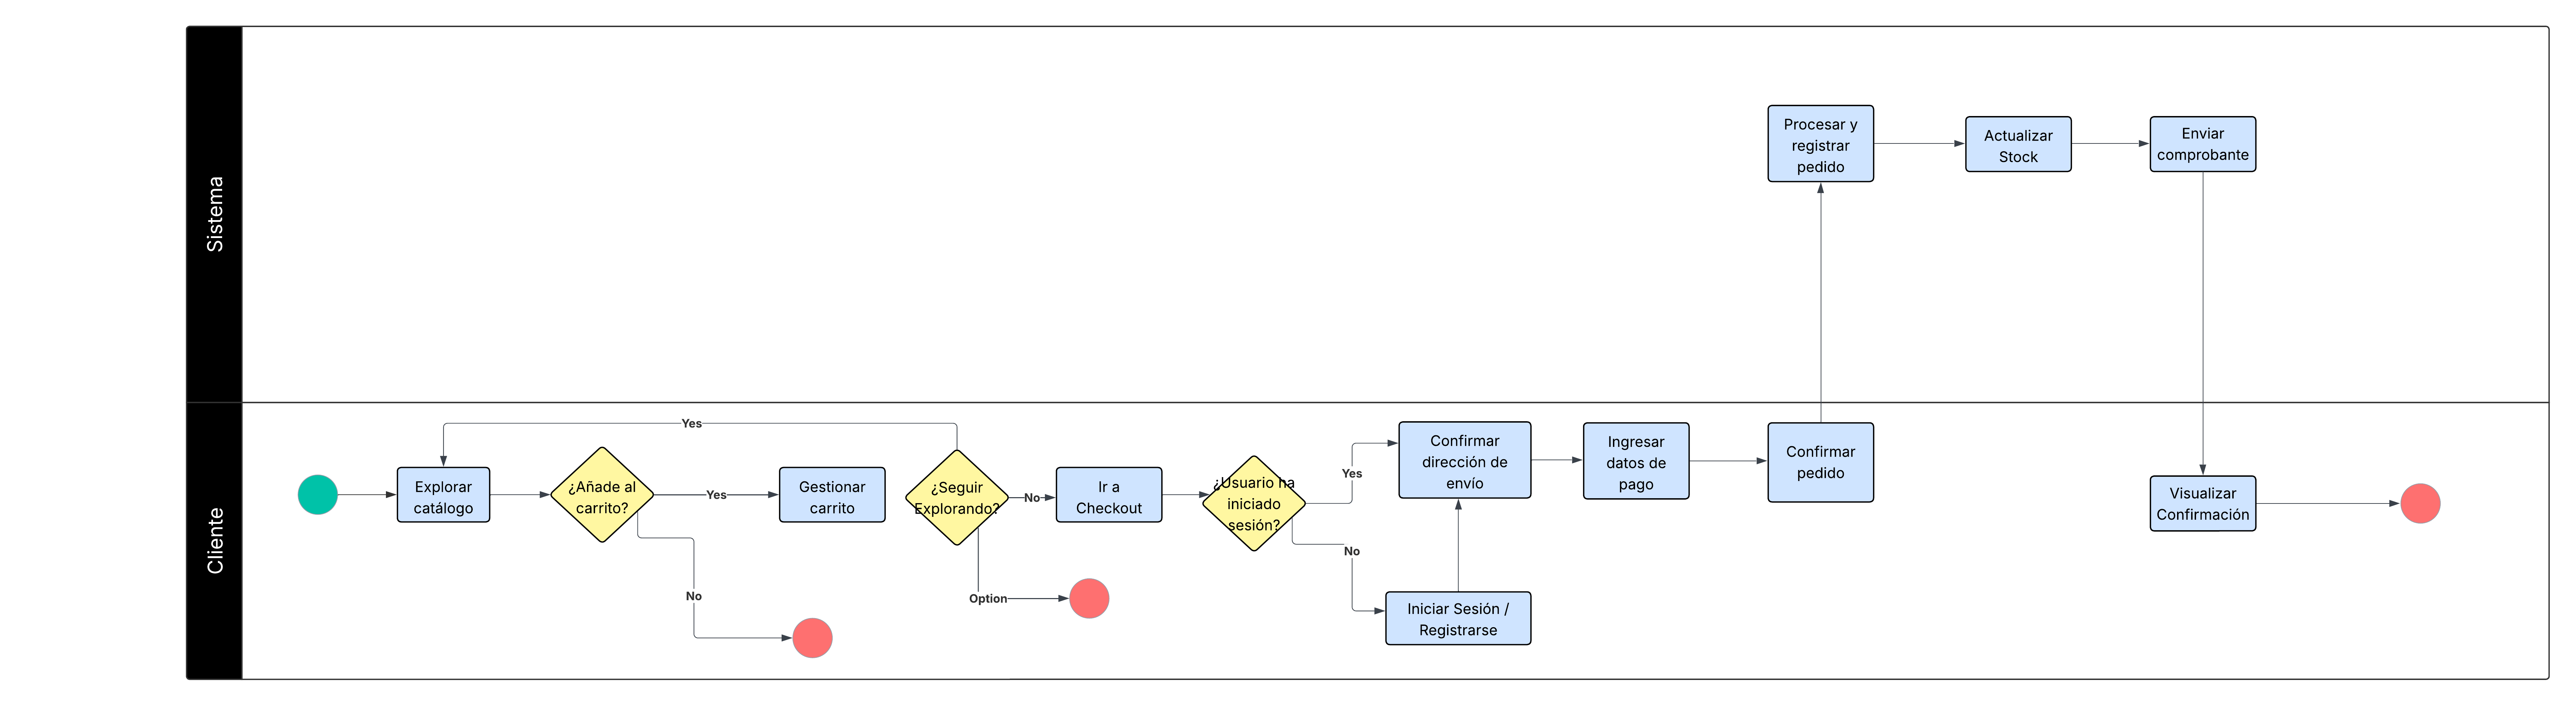 Sistema
Procesar y
registrar
pedido
Actualizar
Stock
Enviar
comprobante
Cliente
Yes
Explorar
catálogo
¿Añade al
carrito?
Yes
No
Gestionar
carrito
¿Seguir
Explorando?
No
Option
Ir a
Checkout
¿Usuario ha
iniciado
sesión?
Yes
No
Confirmar
dirección de
envío
Iniciar Sesión /
Registrarse
Ingresar
datos de
pago
Confirmar
pedido
Visualizar
Confirmación